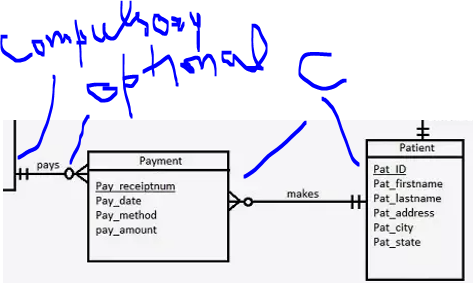 compulsory
optional
C
pays
Payment
Pay_receiptnum
Pay_date
Pay_method
pay_amount
makes
Patient
Pat_ID
Pat_firstname
Pat_lastname
Pat_address
Pat_city
Pat_state